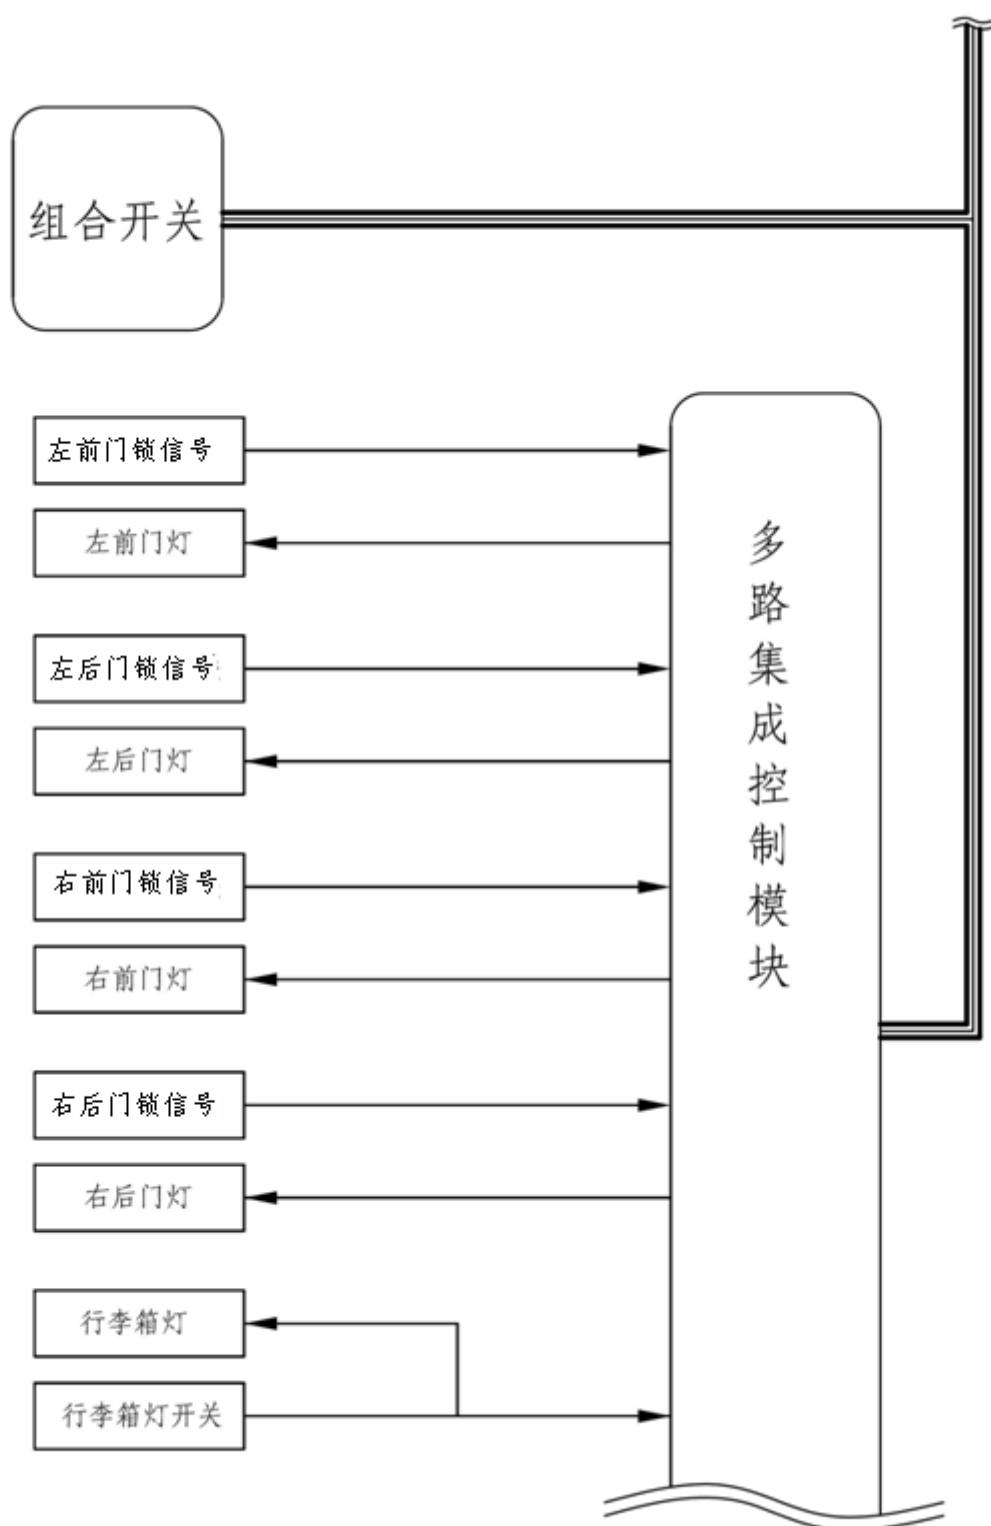 组合开关
左前门锁信号
左前门灯
左后门锁信号
左后门灯
右前门锁信号
右前门灯
右后门锁信号
右后门灯
行李箱灯
行李箱灯开关
多路集成控制模块